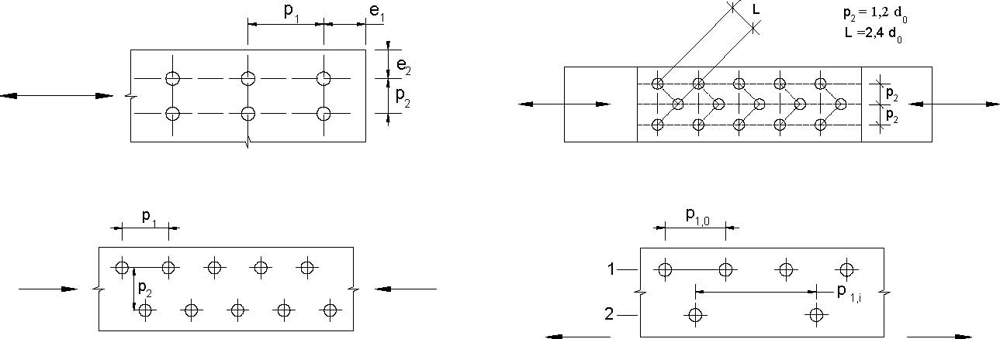 p1
e1
e2
p2
L
p2 = 1,2 d0
L =2,4 d0
p2
p2
p1
p2
p1,0
1
p1,i
2